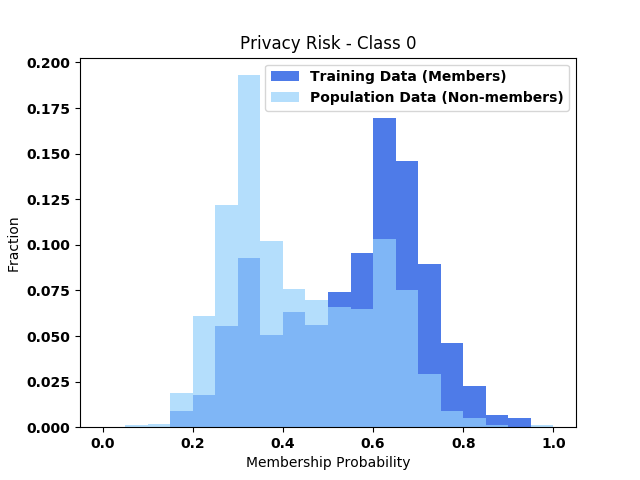 Privacy Risk - Class 0
Training Data (Members)
Population Data (Non-members)
Fraction
0.200
0.175
0.150
0.125
0.100
0.075
0.050
0.025
0.000
0.0 0.2 0.4 0.6 0.8 1.0
Membership Probability